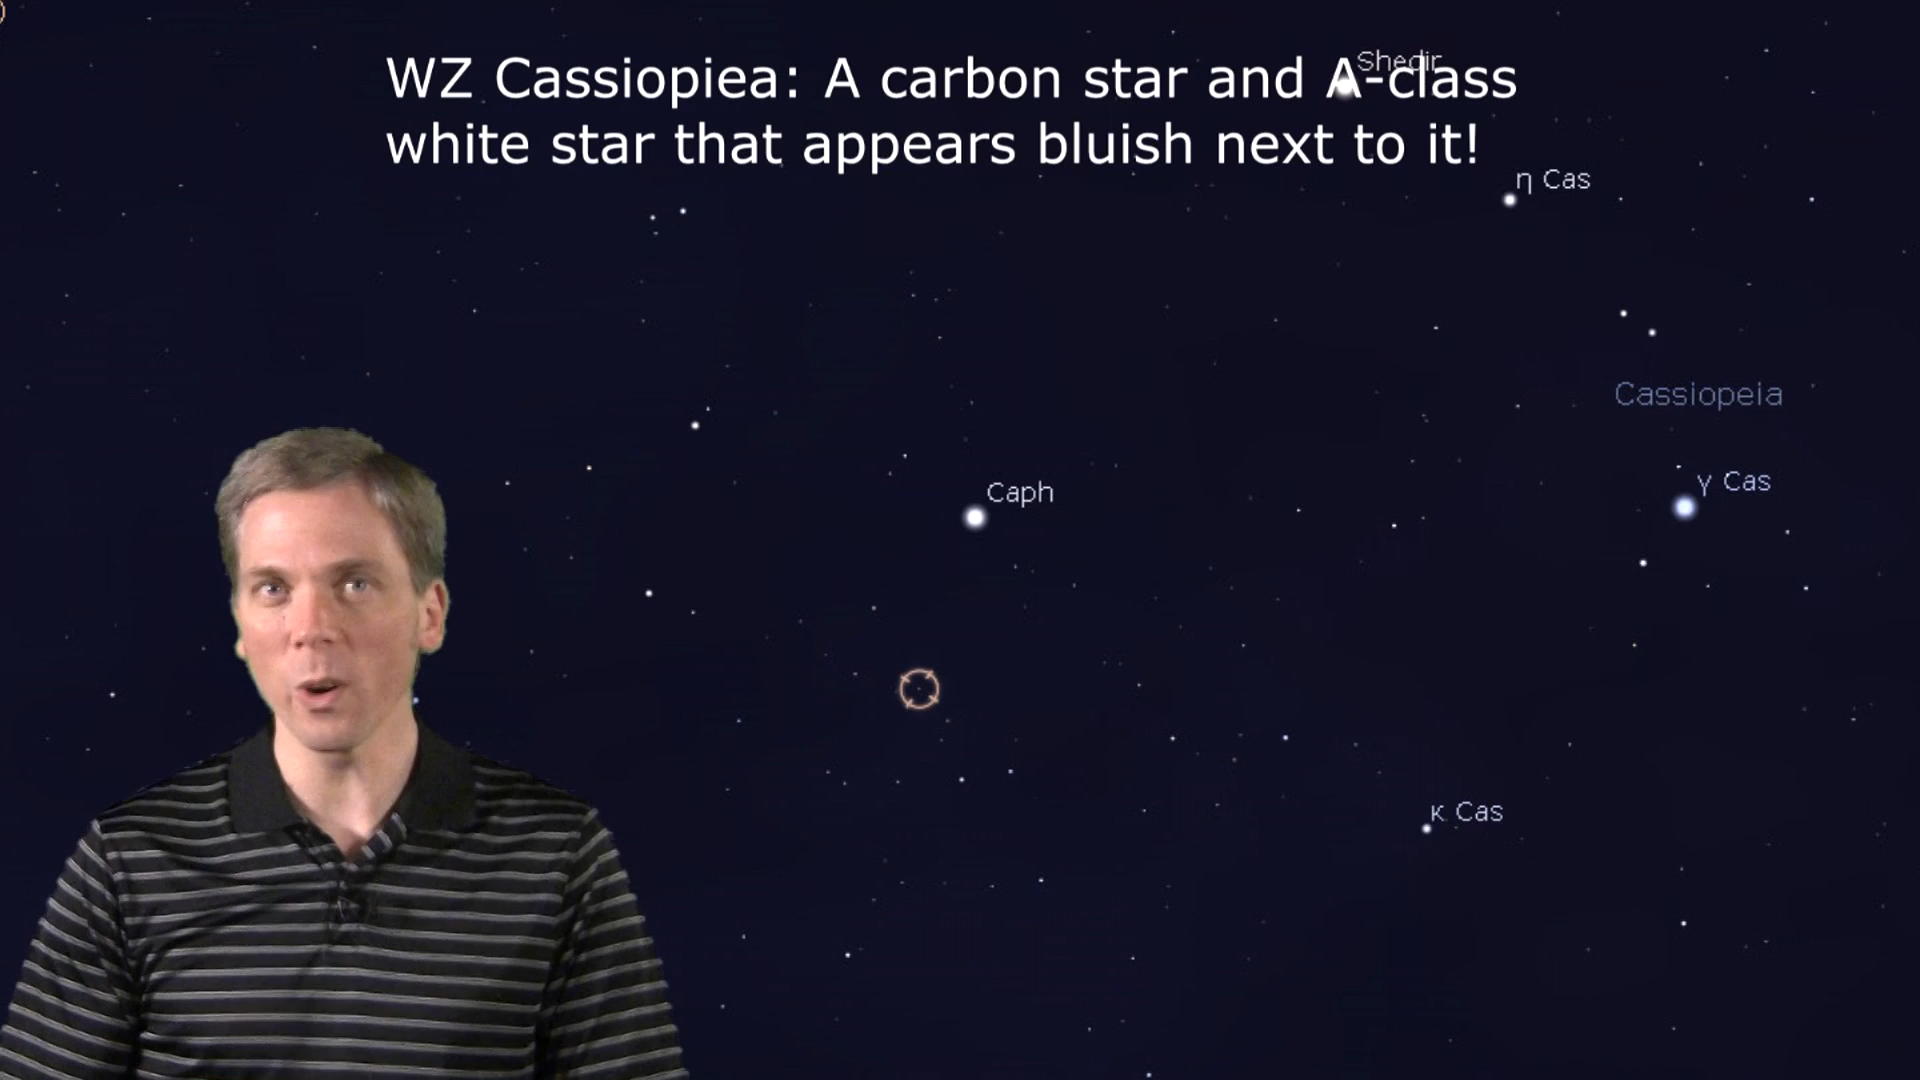 Shedir
WZ Cassiopiea: A carbon star and A-class
white star that appears bluish next to it!
η Cas
Cassiopeia
γ Cas
Caph
κ Cas